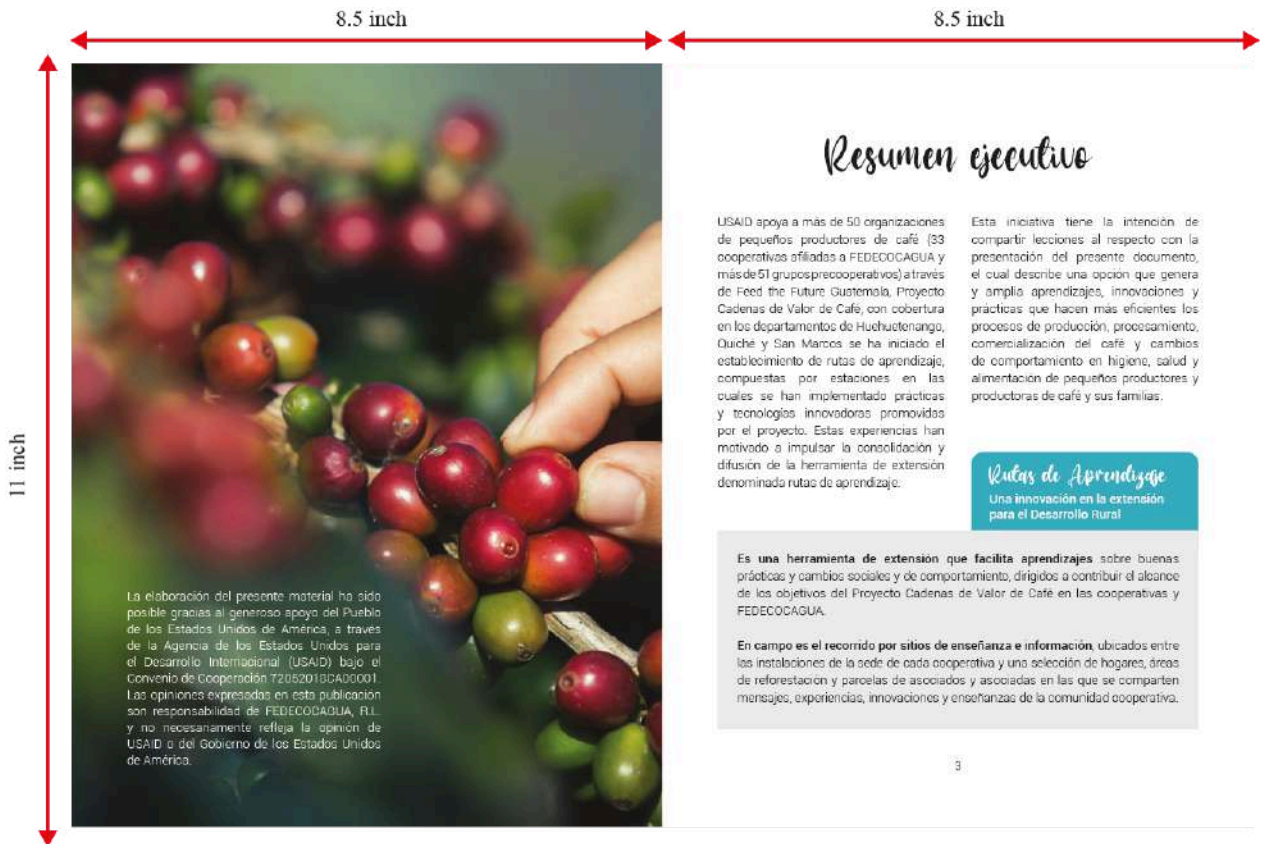 8.5 inch
8.5 inch
11 inch
La elaboración del presente material ha sido
posible gracias al generoso apoyo del Pueblo
de los Estados Unidos de América, a través
de la Agencia de los Estados Unidos para
el Desarrollo Internacional (USAID) bajo el
Convenio de Cooperación 72052018CA00001.
Las opiniones expresadas en esta publicación
son responsabilidad de FEDECOCAGUA, R.L.
y no necesariamente refleja la opinión de
USAID o del Gobierno de los Estados Unidos
de América.
Resumen ejecutivo
USAID apoya a más de 50 organizaciones
de pequeños productores de café (33
cooperativas afiliadas a FEDECOCAGUA y
más de 51 grupos precooperativos) a través
de Feed the Future Guatemala, Proyecto
Cadenas de Valor de Café, con cobertura
en los departamentos de Huehuetenango,
Quiché y San Marcos se ha iniciado el
establecimiento de rutas de aprendizaje,
compuestas por estaciones en las
cuales se han implementado prácticas
y tecnologías innovadoras promovidas
por el proyecto. Estas experiencias han
motivado a impulsar la consolidación y
difusión de la herramienta de extensión
denominada rutas de aprendizaje.
Esta iniciativa tiene la intención de
compartir lecciones al respecto con la
presentación del presente documento,
el cual describe una opción que genera
y amplia aprendizajes, innovaciones y
prácticas que hacen más eficientes los
procesos de producción, procesamiento,
comercialización del café y cambios
de comportamiento en higiene, salud y
alimentación de pequeños productores y
productoras de café y sus familias.
Rutas de Aprendizaje
Una innovación en la extensión
para el Desarrollo Rural
Es una herramienta de extensión que facilita aprendizajes sobre buenas
prácticas y cambios sociales y de comportamiento, dirigidos a contribuir el alcance
de los objetivos del Proyecto Cadenas de Valor de Café en las cooperativas y
FEDECOCAGUA.
En campo es el recorrido por sitios de enseñanza e información, ubicados entre
las instalaciones de la sede de cada cooperativa y una selección de hogares, áreas
de reforestación y parcelas de asociados y asociadas en las que se comparten
mensajes, experiencias, innovaciones y enseñanzas de la comunidad cooperativa.
3